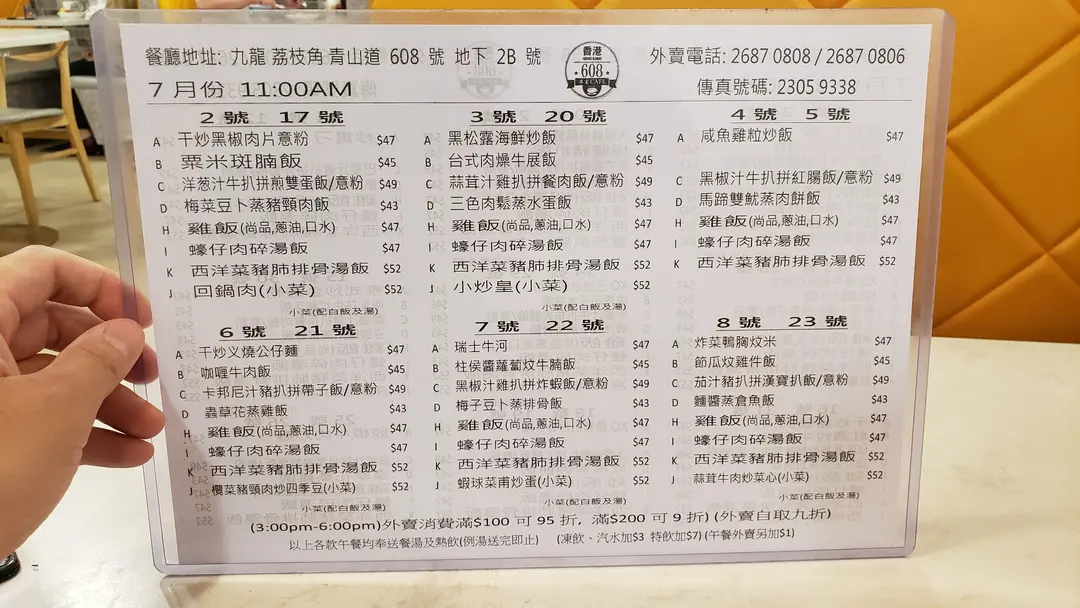 餐廳地址: 九龍 荔枝角 青山道 608 號 地下 2B 號
香港
608
外賣電話: 2687 0808 / 2687 0806
傳真號碼: 2305 9338
7 月份 11:00AM
2 號 17 號
A 干炒黑椒肉片意粉 $47
B 粟米斑腩飯 $45
C 洋葱汁牛扒拼煎雙蛋飯/意粉 $49
D 梅菜豆卜蒸豬頸肉飯 $43
H 雞飯(尚品,蔥油,口水) $47
I 蠔仔肉碎湯飯 $47
K 西洋菜豬肺排骨湯飯 $52
J 回鍋肉(小菜) $52
小菜(配白飯及湯)
3 號 20 號
A 黑松露海鮮炒飯 $47
B 台式肉燥牛展飯 $45
C 蒜茸汁雞扒拼餐肉飯/意粉 $49
D 三色肉鬆蒸水蛋飯 $43
H 雞飯(尚品,蔥油,口水) $47
I 蠔仔肉碎湯飯 $47
K 西洋菜豬肺排骨湯飯 $52
J 小炒皇(小菜) $52
小菜(配白飯及湯)
4 號 5 號
A 咸魚雞粒炒飯 $47
C 黑椒汁牛扒拼紅腸飯/意粉 $49
D 馬蹄雙魷蒸肉餅飯 $43
H 雞飯(尚品,蔥油,口水) $47
I 蠔仔肉碎湯飯 $47
K 西洋菜豬肺排骨湯飯 $52
6 號 21 號
A 干炒义燒公仔麵 $47
B 咖喱牛肉飯 $45
C 卡邦尼汁豬扒拼帶子飯/意粉 $49
D 蟲草花蒸雞飯 $43
H 雞飯(尚品,蔥油,口水) $47
I 蠔仔肉碎湯飯 $47
K 西洋菜豬肺排骨湯飯 $52
J 欖菜豬頸肉炒四季豆(小菜) $52
小菜(配白飯及湯)
7 號 22 號
A 瑞士牛河 $47
B 柱侯醬蘿蔔炆牛腩飯 $45
C 黑椒汁雞扒拼炸蝦飯/意粉 $49
D 梅子豆卜蒸排骨飯 $43
H 雞飯(尚品,蔥油,口水) $47
I 蠔仔肉碎湯飯 $47
K 西洋菜豬肺排骨湯飯 $52
J 蝦球菜甫炒蛋(小菜) $52
小菜(配白飯及湯)
8 號 23 號
A 炸菜鴨胸炆米 $47
B 節瓜炆雞件飯 $45
C 茄汁豬扒拼漢寶扒飯/意粉 $49
D 麵醬蒸倉魚飯 $43
H 雞飯(尚品,蔥油,口水) $47
I 蠔仔肉碎湯飯 $47
K 西洋菜豬肺排骨湯飯 $52
J 蒜茸牛肉炒菜心(小菜) $52
小菜(配白飯及湯)
(3:00pm-6:00pm)外賣消費滿$100 可 95 折, 滿$200 可 9 折) (外賣自取九折)
以上各款午餐均奉送餐湯及熱飲(例湯送完即止) (凍飲、汽水加$3 特飲加$7) (午餐外賣另加$1)